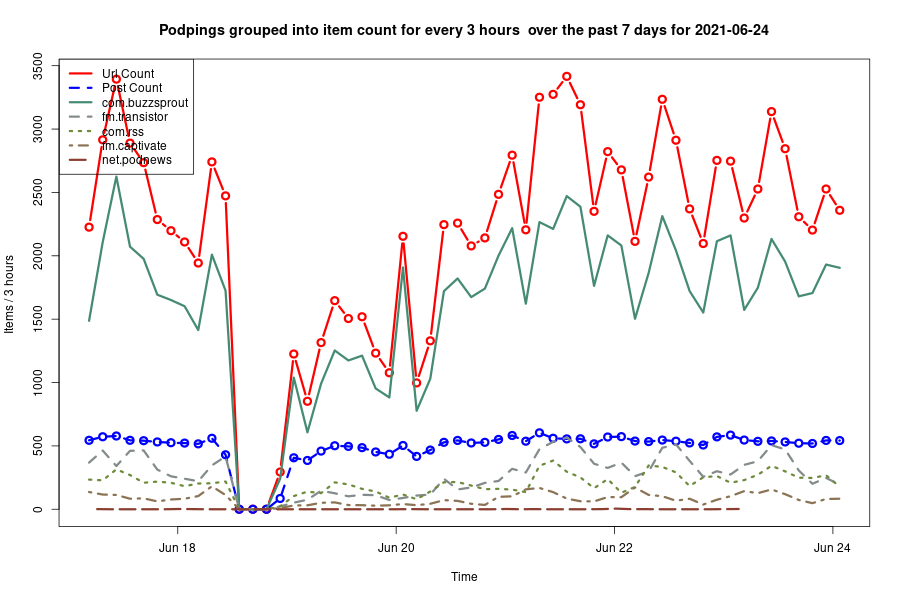 Podpings grouped into item count for every 3 hours  over the past 7 days for 2021-06-24
Url Count
Post Count
com.buzzsprout
fm.transistor
com.rss
fm.captivate
net.podnews
Items / 3 hours
3500
3000
2500
2000
1500
1000
500
0
Jun 18
Jun 20
Jun 22
Jun 24
Time